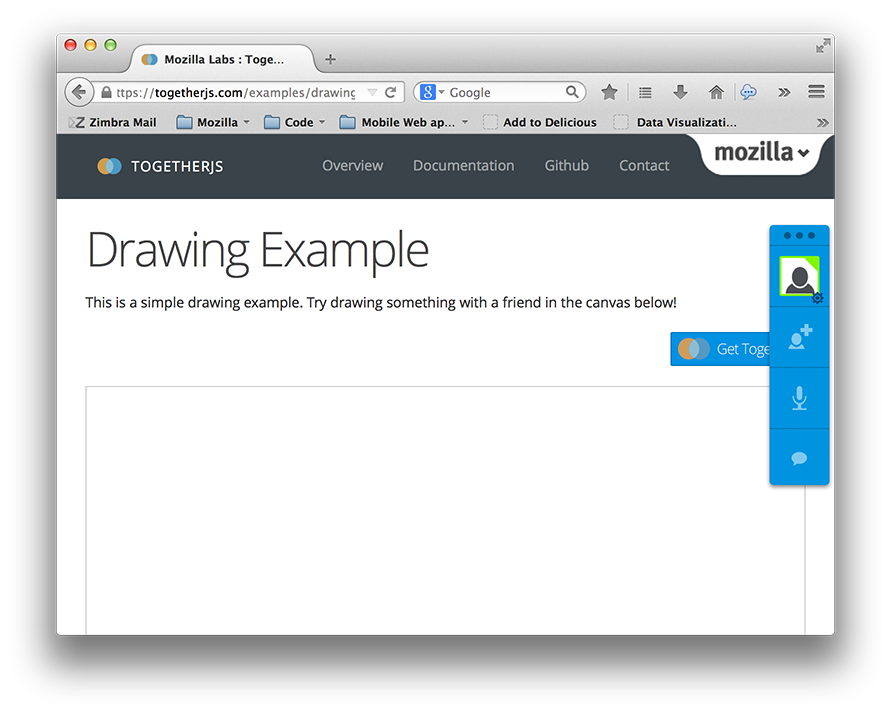 Mozilla Labs : Toge...
ttps://togetherjs.com/examples/drawing
Google
Zimbra Mail Mozilla Code Mobile Web ap... Add to Delicious Data Visualizati...
TOGETHERJS Overview Documentation Github Contact mozilla
Drawing Example
This is a simple drawing example. Try drawing something with a friend in the canvas below!
Get Toge